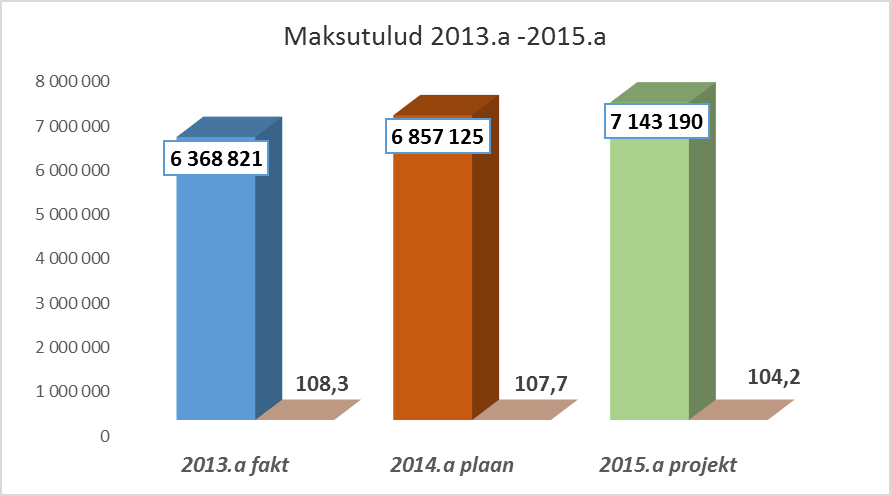 Maksutulud 2013.a -2015.a
8 000 000
7 000 000
6 000 000
5 000 000
4 000 000
3 000 000
2 000 000
1 000 000
0
6 368 821
6 857 125
7 143 190
108,3
107,7
104,2
2013.a fakt
2014.a plaan
2015.a projekt